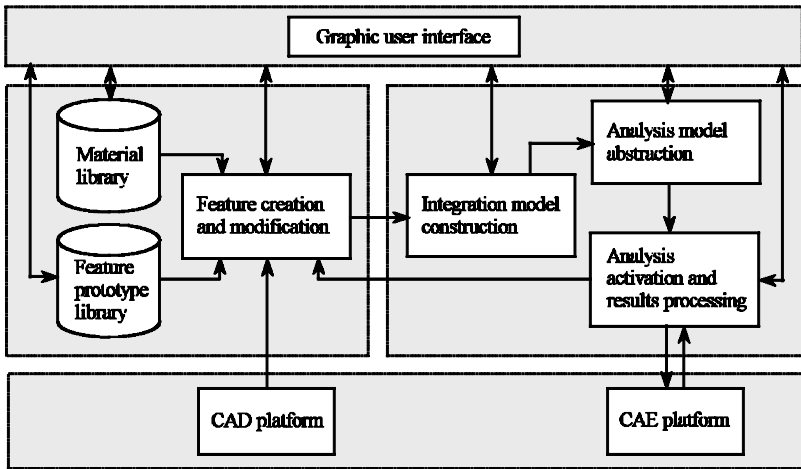 Graphic user interface
Material
library
Feature
prototype
library
Feature creation
and modification
Integration model
construction
Analysis model
abstraction
Analysis
activation and
results processing
CAD platform
CAE platform